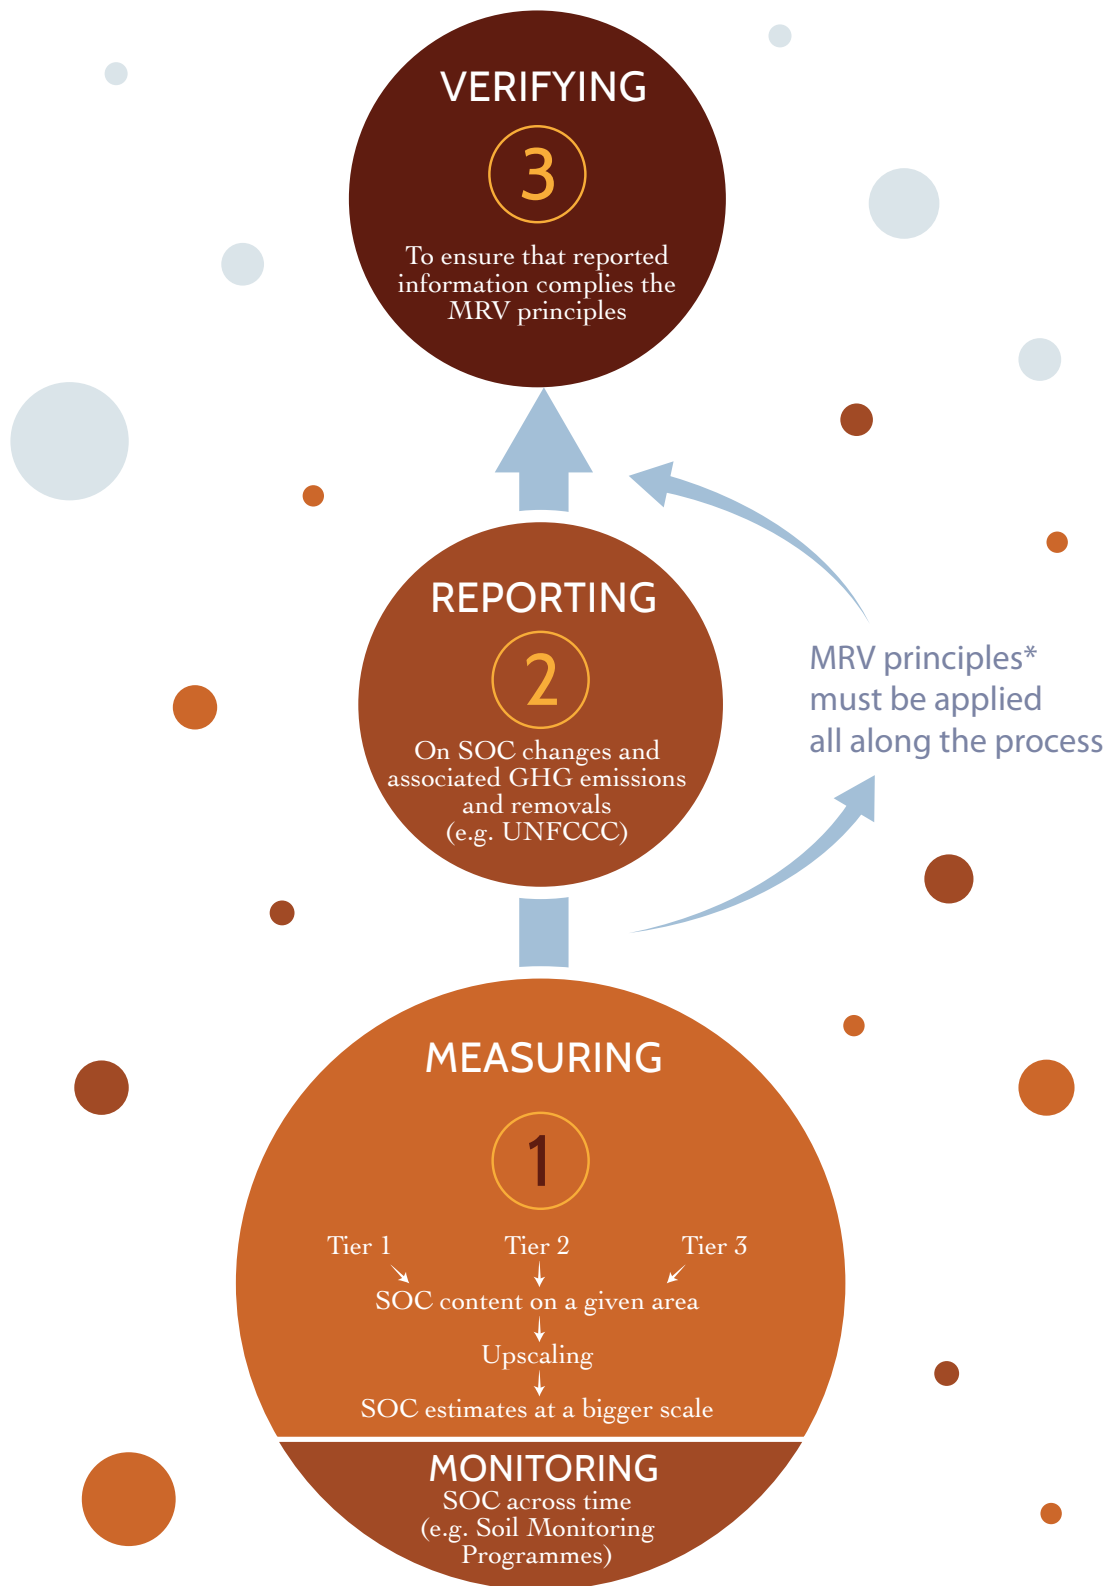 VERIFYING
3
To ensure that reported
information complies the
MRV principles
REPORTING
2
On SOC changes and
associated GHG emissions
and removals
(e.g. UNFCCC)
MRV principles*
must be applied
all along the process
MEASURING
1
Tier 1 Tier 2 Tier 3
SOC content on a given area
Upscaling
SOC estimates at a bigger scale
MONITORING
SOC across time
(e.g. Soil Monitoring
Programmes)